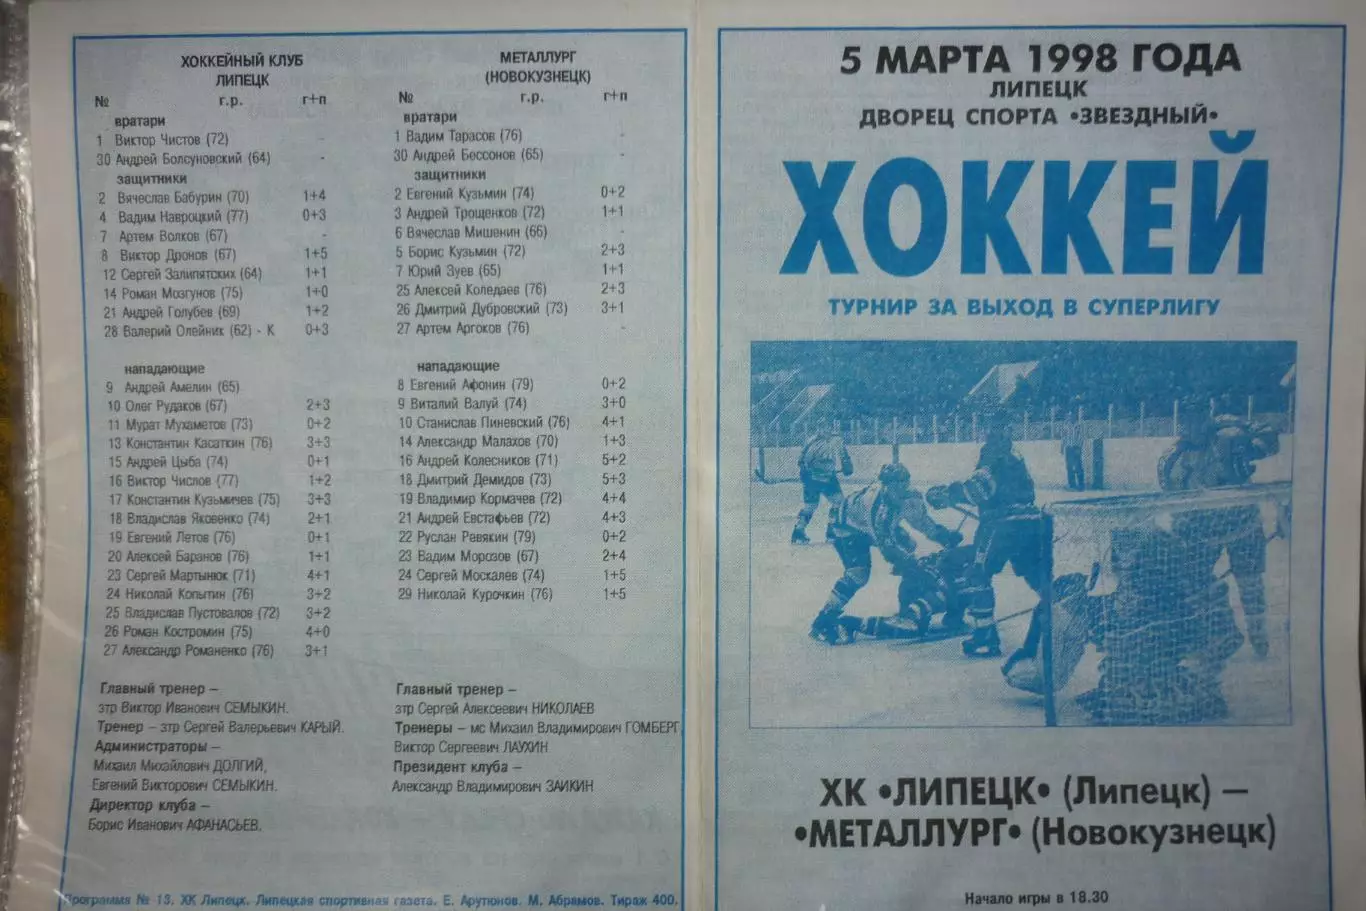 ХОККЕЙНЫЙ КЛУБ
ЛИПЕЦК
№ г.р. г+п
вратари
1 Виктор Чистов (72) -
30 Андрей Болсуновский (64) -
защитники
2 Вячеслав Бабурин (70) 1+4
4 Вадим Навроцкий (77) 0+3
7 Артем Волков (67) -
8 Виктор Дронов (67) 1+5
12 Сергей Залипятских (64) 1+1
14 Роман Мозгунов (75) 1+0
21 Андрей Голубев (69) 1+2
28 Валерий Олейник (62) - К 0+3
нападающие
9 Андрей Амелин (65)
10 Олег Рудаков (67) 2+3
11 Мурат Мухаметов (73) 0+2
13 Константин Касаткин (76) 3+3
15 Андрей Цыба (74) 0+1
16 Виктор Числов (77) 1+2
17 Константин Кузьмичев (75) 3+3
18 Владислав Яковенко (74) 2+1
19 Евгений Летов (76) 0+1
20 Алексей Баранов (76) 1+1
23 Сергей Мартынюк (71) 4+1
24 Николай Копытин (76) 3+2
25 Владислав Пустовалов (72) 3+2
26 Роман Костромин (75) 4+0
27 Александр Романенко (76) 3+1
Главный тренер –
зтр Виктор Иванович СЕМЫКИН.
Тренер – зтр Сергей Валерьевич КАРЫЙ.
Администраторы –
Михаил Михайлович ДОЛГИЙ,
Евгений Викторович СЕМЫКИН.
Директор клуба –
Борис Иванович АФАНАСЬЕВ.
МЕТАЛЛУРГ
(НОВОКУЗНЕЦК)
№ г.р. г+п
вратари
1 Вадим Тарасов (76) -
30 Андрей Бессонов (65) -
защитники
2 Евгений Кузьмин (74) 0+2
3 Андрей Трощенков (72) 1+1
6 Вячеслав Мишенин (66) -
5 Борис Кузьмин (72) 2+3
7 Юрий Зуев (65) 1+1
25 Алексей Коледаев (76) 2+3
26 Дмитрий Дубровский (73) 3+1
27 Артем Аргоков (76) -
нападающие
8 Евгений Афонин (79) 0+2
9 Виталий Валуй (74) 3+0
10 Станислав Пиневский (76) 4+1
14 Александр Малахов (70) 1+3
16 Андрей Колесников (71) 5+2
18 Дмитрий Демидов (73) 5+3
19 Владимир Кормачев (72) 4+4
21 Андрей Евстафьев (72) 4+3
22 Руслан Ревякин (79) 0+2
23 Вадим Морозов (67) 2+4
24 Сергей Москалев (74) 1+5
29 Николай Курочкин (76) 1+5
Главный тренер –
зтр Сергей Алексеевич НИКОЛАЕВ
Тренеры – мс Михаил Владимирович ГОМБЕРГ,
Виктор Сергеевич ЛАУХИН
Президент клуба –
Александр Владимирович ЗАИКИН
Программа № 13. ХК Липецк. Липецкая спортивная газета. Е. Арутюнов. М. Абрамов. Тираж 400.
5 МАРТА 1998 ГОДА
ЛИПЕЦК
ДВОРЕЦ СПОРТА •ЗВЕЗДНЫЙ•
ХОККЕЙ
ТУРНИР ЗА ВЫХОД В СУПЕРЛИГУ
ХК •ЛИПЕЦК• (Липецк) –
•МЕТАЛЛУРГ• (Новокузнецк)
Начало игры в 18.30